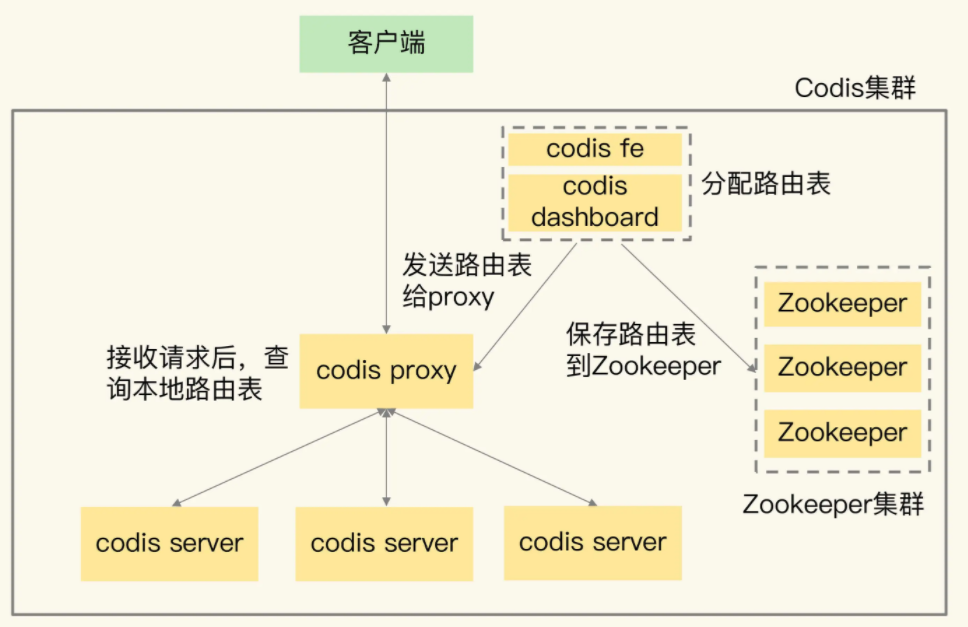 客户端
Codis集群
codis fe
codis
dashboard
分配路由表
发送路由表
给proxy
保存路由表
到Zookeeper
Zookeeper
Zookeeper
Zookeeper
Zookeeper集群
接收请求后，查
询本地路由表
codis proxy
codis server
codis server
codis server